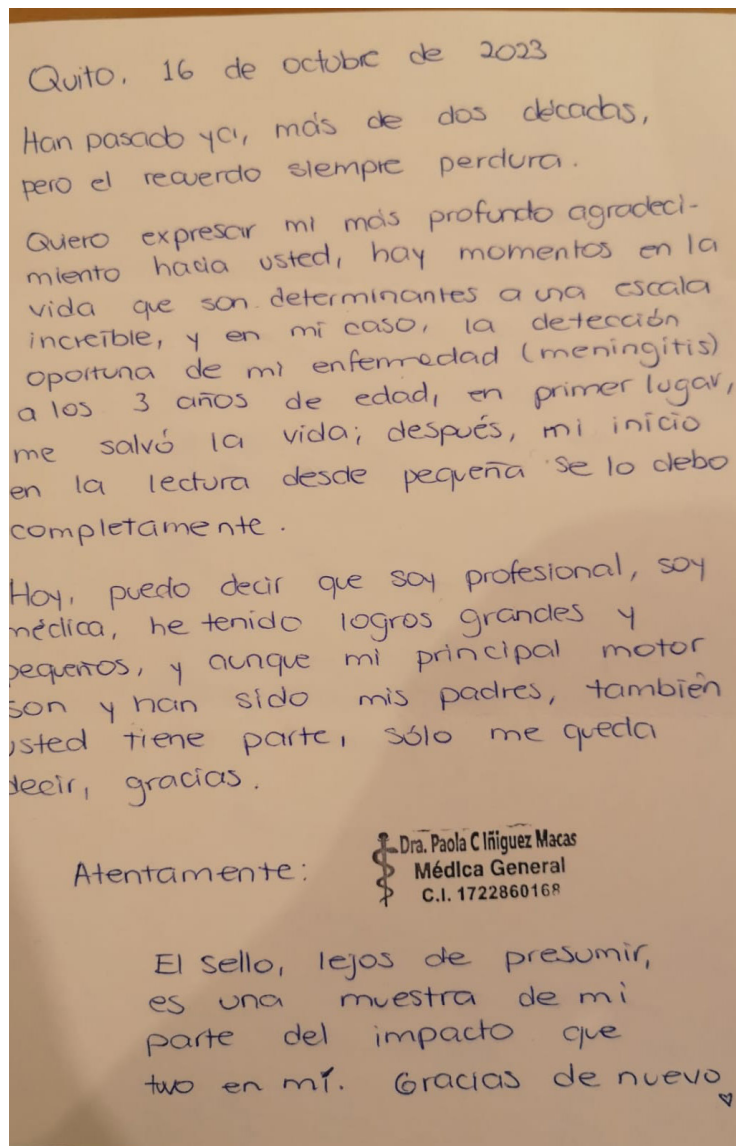 Quito, 16 de octubre de 2023
Han pasado ya, más de dos décadas,
pero el recuerdo siempre perdura.
Quiero expresar mi más profundo agradeci-
miento hacia usted, hay momentos en la
vida que son determinantes a una escala
increíble, y en mi caso, la detección
oportuna de mi enfermedad (meningitis)
a los 3 años de edad, en primer lugar,
me salvó la vida; después, mi inicio
en la lectura desde pequeña se lo debo
completamente.
Hoy, puedo decir que soy profesional, soy
médica, he tenido logros grandes y
pequeños, y aunque mi principal motor
son y han sido mis padres, también
usted tiene parte, sólo me queda
decir, gracias.
Atentamente:
Dra. Paola C Iñiguez Macas
Médica General
C.I. 1722860168
El sello, lejos de presumir,
es una muestra de mi
parte del impacto que
tuvo en mí. Gracias de nuevo